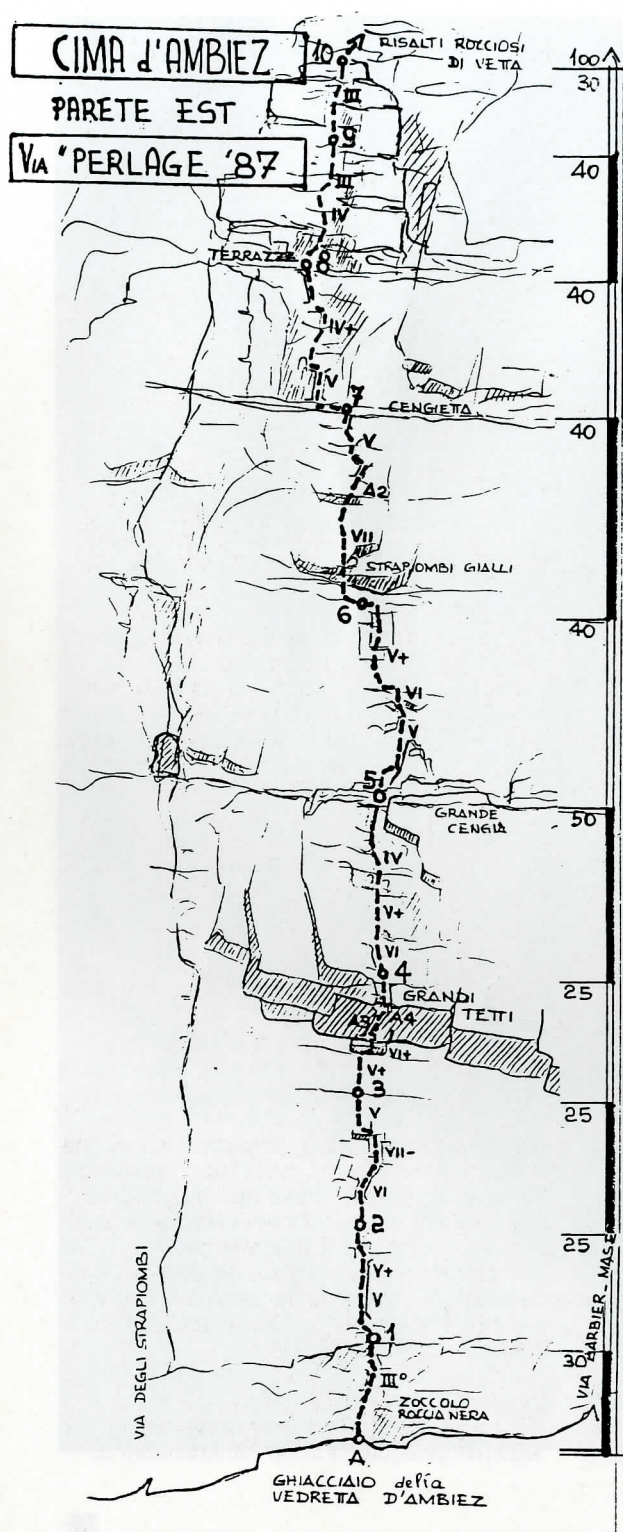 CIMA d'AMBIEZ
PARETE EST
VIA "PERLAGE '87
10
RISALTI ROCCIOSI
DI VETTA
100
30
III
9
40
III
IV
TERRAZZE
8
40
IV+
V
7
CENGIETTA
40
V
A2
VII
STRAPIOMBI GIALLI
6
40
V+
VI
V
5
GRANDE
CENGIA
50
IV
V+
VI
4
25
GRANDI
TETTI
A3
A4
VI+
V+
3
25
V
VII-
VI
2
25
V+
V
1
30
III°
ZOCCOLO
ROCCIA NERA
A
VIA DEGLI STRAPIOMBI
VIA BARBIER-MASE
GHIACCIAIO della
VEDRETTA D'AMBIEZ